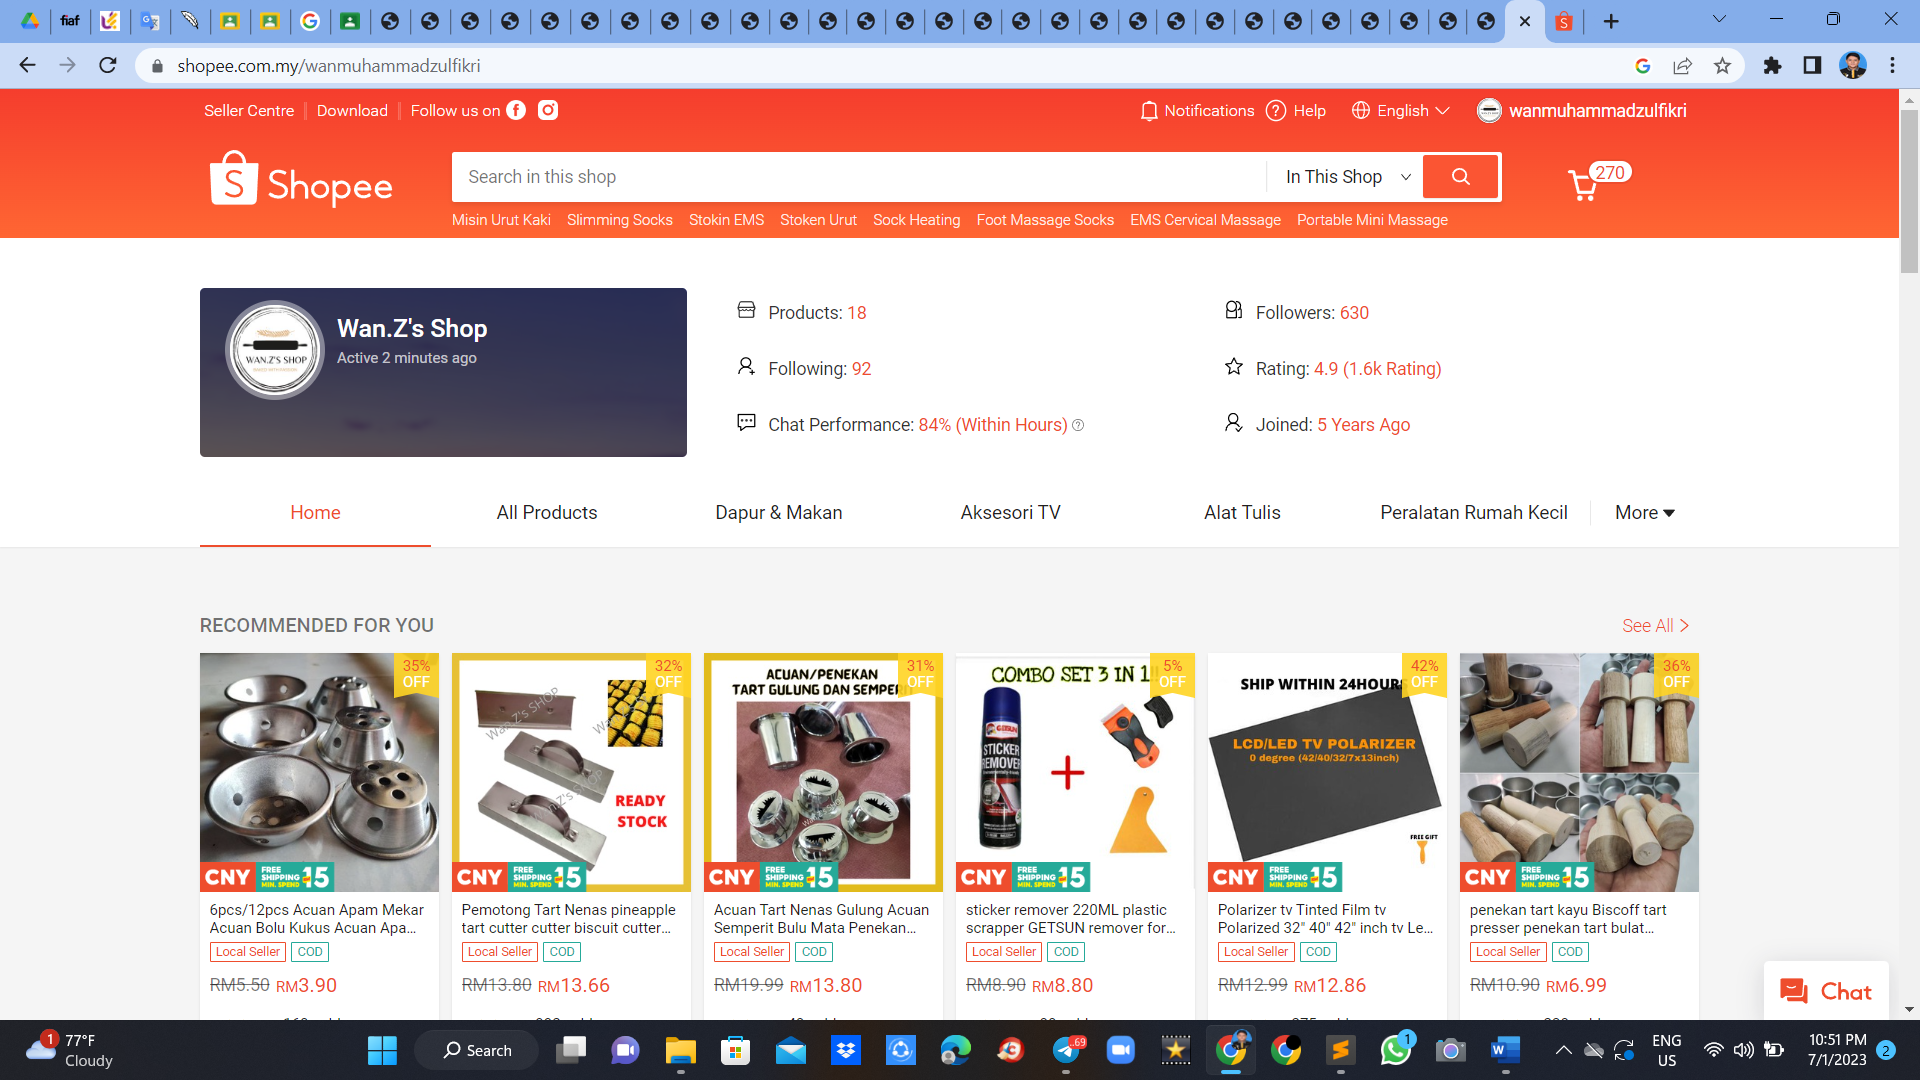 fiaf
shopee.com.my/wanmuhammadzulfikri
Seller Centre
Download
Follow us on
Notifications
Help
English
wanmuhammadzulfikri
Shopee
Search in this shop
In This Shop
270
Misin Urut Kaki
Slimming Socks
Stokin EMS
Stoken Urut
Sock Heating
Foot Massage Socks
EMS Cervical Massage
Portable Mini Massage
WAN.Z'S SHOP
Wan.Z's Shop
Active 2 minutes ago
Products: 18
Followers: 630
Following: 92
Rating: 4.9 (1.6k Rating)
Chat Performance: 84% (Within Hours)
Joined: 5 Years Ago
Home
All Products
Dapur & Makan
Aksesori TV
Alat Tulis
Peralatan Rumah Kecil
More
RECOMMENDED FOR YOU
See All
35%
OFF
CNY
FREE
SHIPPING
MIN. SPEND
15
6pcs/12pcs Acuan Apam Mekar
Acuan Bolu Kukus Acuan Apa...
Local Seller
COD
RM5.50 RM3.90
32%
OFF
Wan.Z's SHOP
READY
STOCK
CNY
FREE
SHIPPING
MIN. SPEND
15
Pemotong Tart Nenas pineapple
tart cutter cutter biscuit cutter...
Local Seller
COD
RM13.80 RM13.66
31%
OFF
ACUAN/PENEKAN
TART GULUNG DAN SEMPERI
CNY
FREE
SHIPPING
MIN. SPEND
15
Acuan Tart Nenas Gulung Acuan
Semperit Bulu Mata Penekan...
Local Seller
COD
RM19.99 RM13.80
5%
OFF
COMBO SET 3 IN 1!!
GETSUN
STICKER
REMOVER
CNY
FREE
SHIPPING
MIN. SPEND
15
sticker remover 220ML plastic
scrapper GETSUN remover for...
Local Seller
COD
RM8.90 RM8.80
42%
OFF
SHIP WITHIN 24HOURS
LCD/LED TV POLARIZER
0 degree (42/40/32/7x13inch)
FREE GIFT
CNY
FREE
SHIPPING
MIN. SPEND
15
Polarizer tv Tinted Film tv
Polarized 32" 40" 42" inch tv Le...
Local Seller
COD
RM12.99 RM12.86
36%
OFF
CNY
FREE
SHIPPING
MIN. SPEND
15
penekan tart kayu Biscoff tart
presser penekan tart bulat...
Local Seller
COD
RM10.90 RM6.99
Chat
1
77°F
Cloudy
Search
69
1
ENG
US
10:51 PM
7/1/2023
2